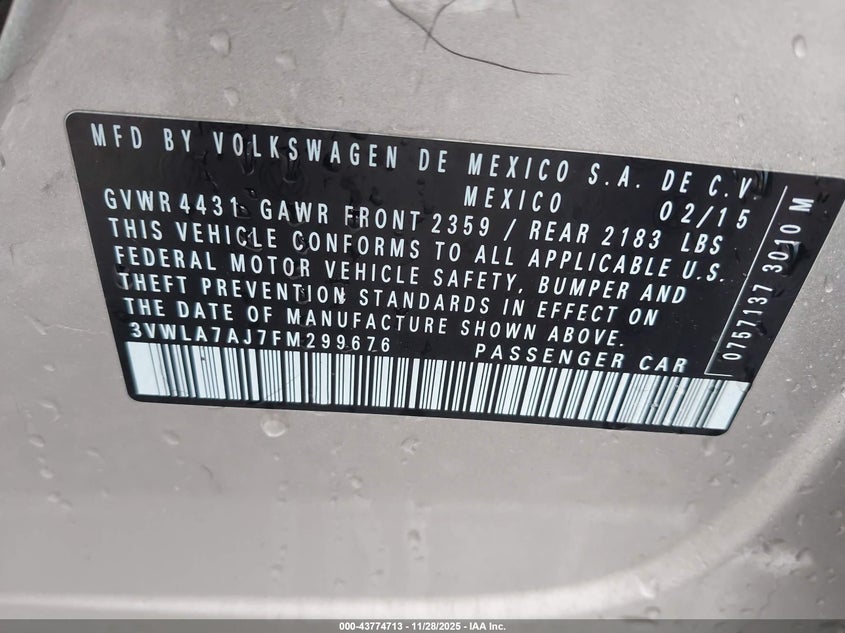 MFD BY VOLKSWAGEN DE MEXICO S.A. DE C.V.
MEXICO 02/15
GVWR 4431 GAWR FRONT 2359 / REAR 2183 LBS
THIS VEHICLE CONFORMS TO ALL APPLICABLE U.S.
FEDERAL MOTOR VEHICLE SAFETY, BUMPER AND
THEFT PREVENTION STANDARDS IN EFFECT ON
THE DATE OF MANUFACTURE SHOWN ABOVE.
3VWLA7AJ7FM299676 PASSENGER CAR
0757137 3010 M
000-43774713 - 11/28/2025 - IAA Inc.